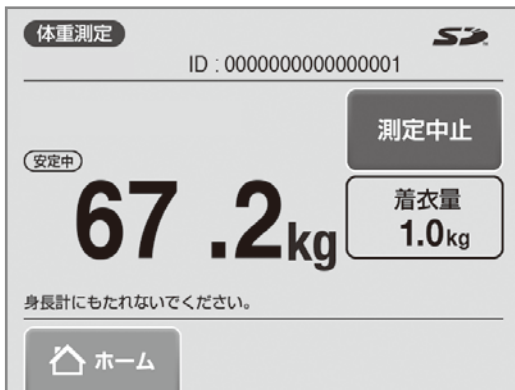 体重測定
SD
ID : 0000000000000001
測定中止
安定中
67 .2kg
着衣量
1.0kg
身長計にもたれないでください。
ホーム